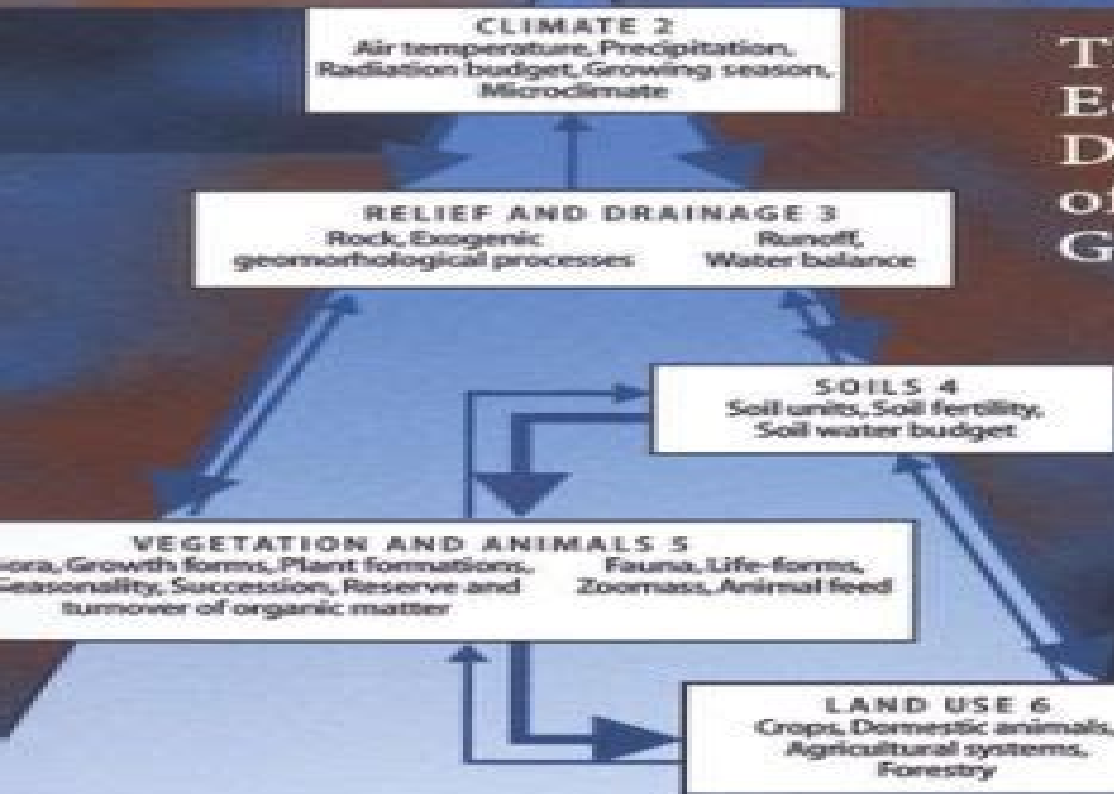 CLIMATE 2
Air temperature, Precipitation,
Radiation budget, Growing season,
Microclimate
T
E
D
G
RELIEF AND DRAINAGE 3
Rock, Exogenic
geomorhological processes
Runoff,
Water balance
SOILS 4
Soil units, Soil fertility,
Soil water budget
VEGETATION AND ANIMALS 5
Growth forms, Plant formations,
Seasonality, Succession, Reserve and
turnover of organic matter
Fauna, Life-forms,
Zoomass, Animal feed
LAND USE 6
Crops, Domestic animals,
Agricultural systems,
Forestry